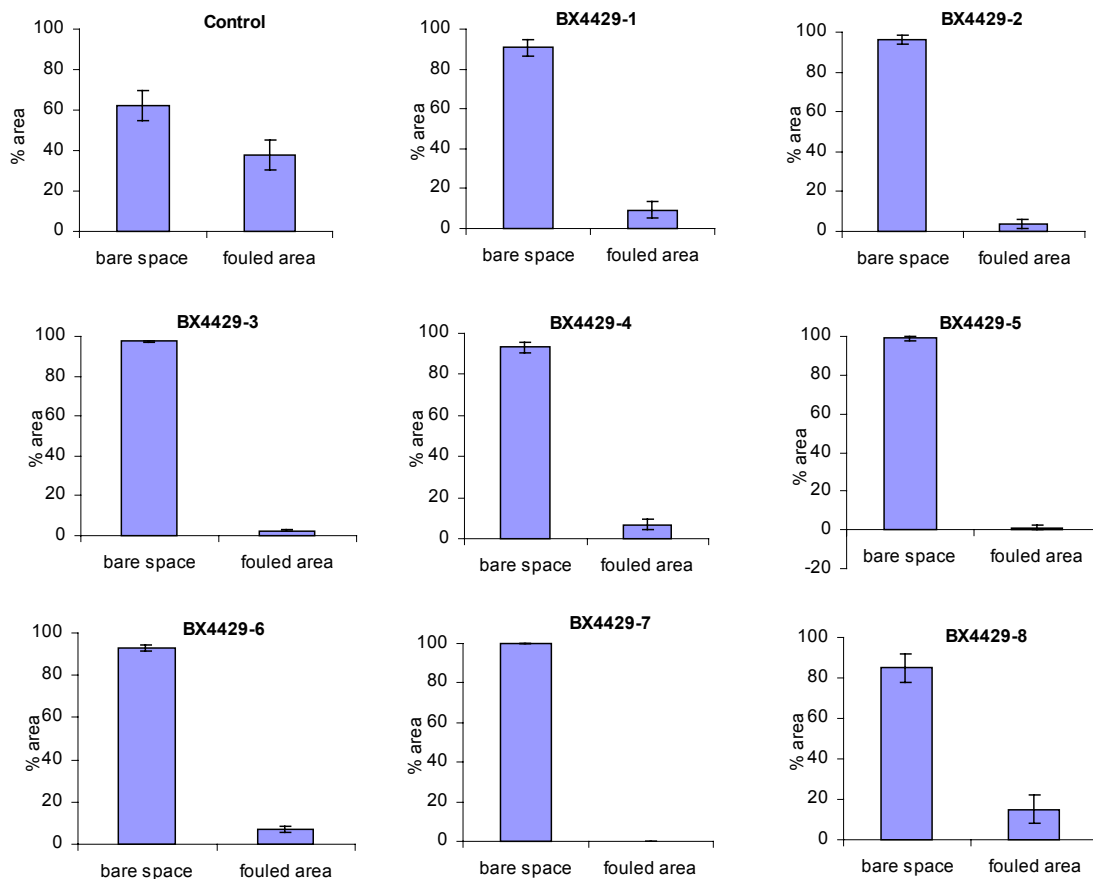 Control
100
80
60
40
20
0
% area
bare space
fouled area
BX4429-1
100
80
60
40
20
0
% area
bare space
fouled area
BX4429-2
100
80
60
40
20
0
% area
bare space
fouled area
BX4429-3
100
80
60
40
20
0
% area
bare space
fouled area
BX4429-4
100
80
60
40
20
0
% area
bare space
fouled area
BX4429-5
100
80
60
40
20
0
-20
% area
bare space
fouled area
BX4429-6
100
80
60
40
20
0
% area
bare space
fouled area
BX4429-7
100
80
60
40
20
0
% area
bare space
fouled area
BX4429-8
100
80
60
40
20
0
% area
bare space
fouled area